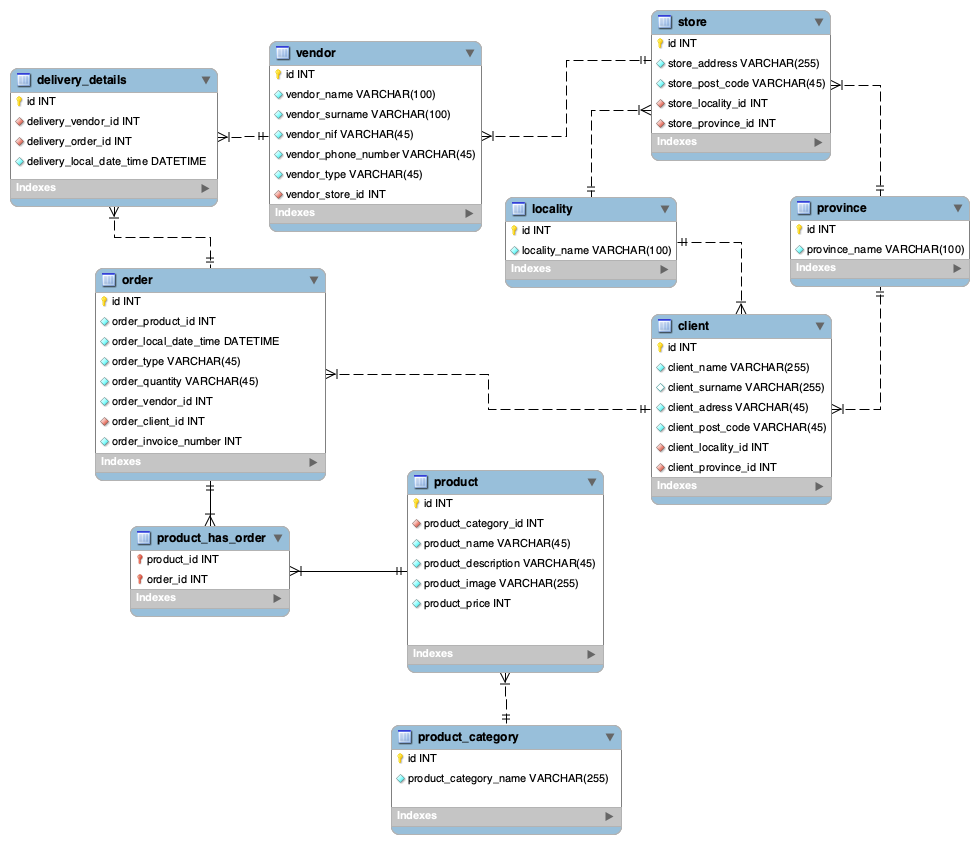 delivery_details
id INT
delivery_vendor_id INT
delivery_order_id INT
delivery_local_date_time DATETIME
Indexes
vendor
id INT
vendor_name VARCHAR(100)
vendor_surname VARCHAR(100)
vendor_nif VARCHAR(45)
vendor_phone_number VARCHAR(45)
vendor_type VARCHAR(45)
vendor_store_id INT
Indexes
store
id INT
store_address VARCHAR(255)
store_post_code VARCHAR(45)
store_locality_id INT
store_province_id INT
Indexes
locality
id INT
locality_name VARCHAR(100)
Indexes
province
id INT
province_name VARCHAR(100)
Indexes
order
id INT
order_product_id INT
order_local_date_time DATETIME
order_type VARCHAR(45)
order_quantity VARCHAR(45)
order_vendor_id INT
order_client_id INT
order_invoice_number INT
Indexes
client
id INT
client_name VARCHAR(255)
client_surname VARCHAR(255)
client_adress VARCHAR(45)
client_post_code VARCHAR(45)
client_locality_id INT
client_province_id INT
Indexes
product_has_order
product_id INT
order_id INT
Indexes
product
id INT
product_category_id INT
product_name VARCHAR(45)
product_description VARCHAR(45)
product_image VARCHAR(255)
product_price INT
Indexes
product_category
id INT
product_category_name VARCHAR(255)
Indexes